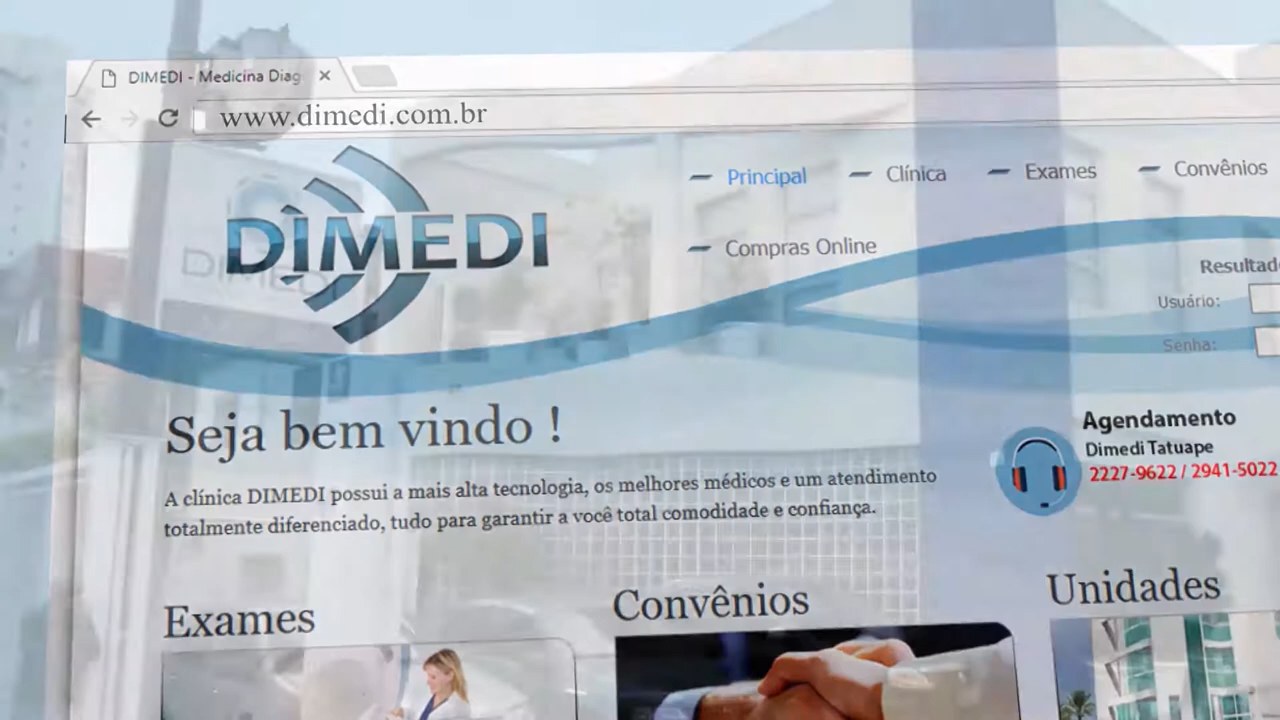 DIMEDI - Medicina Diag
www.dimedi.com.br
DIMEDI
Principal
Clínica
Exames
Convênios
Compras Online
Usuário:
Senha:
DIMEDI
Seja bem vindo !
A clínica DIMEDI possui a mais alta tecnologia, os melhores médicos e um atendimento
totalmente diferenciado, tudo para garantir a você total comodidade e confiança.
Agendamento
Dimedi Tatuape
2227-9622 / 2941-5022
Exames
Convênios
Unidades